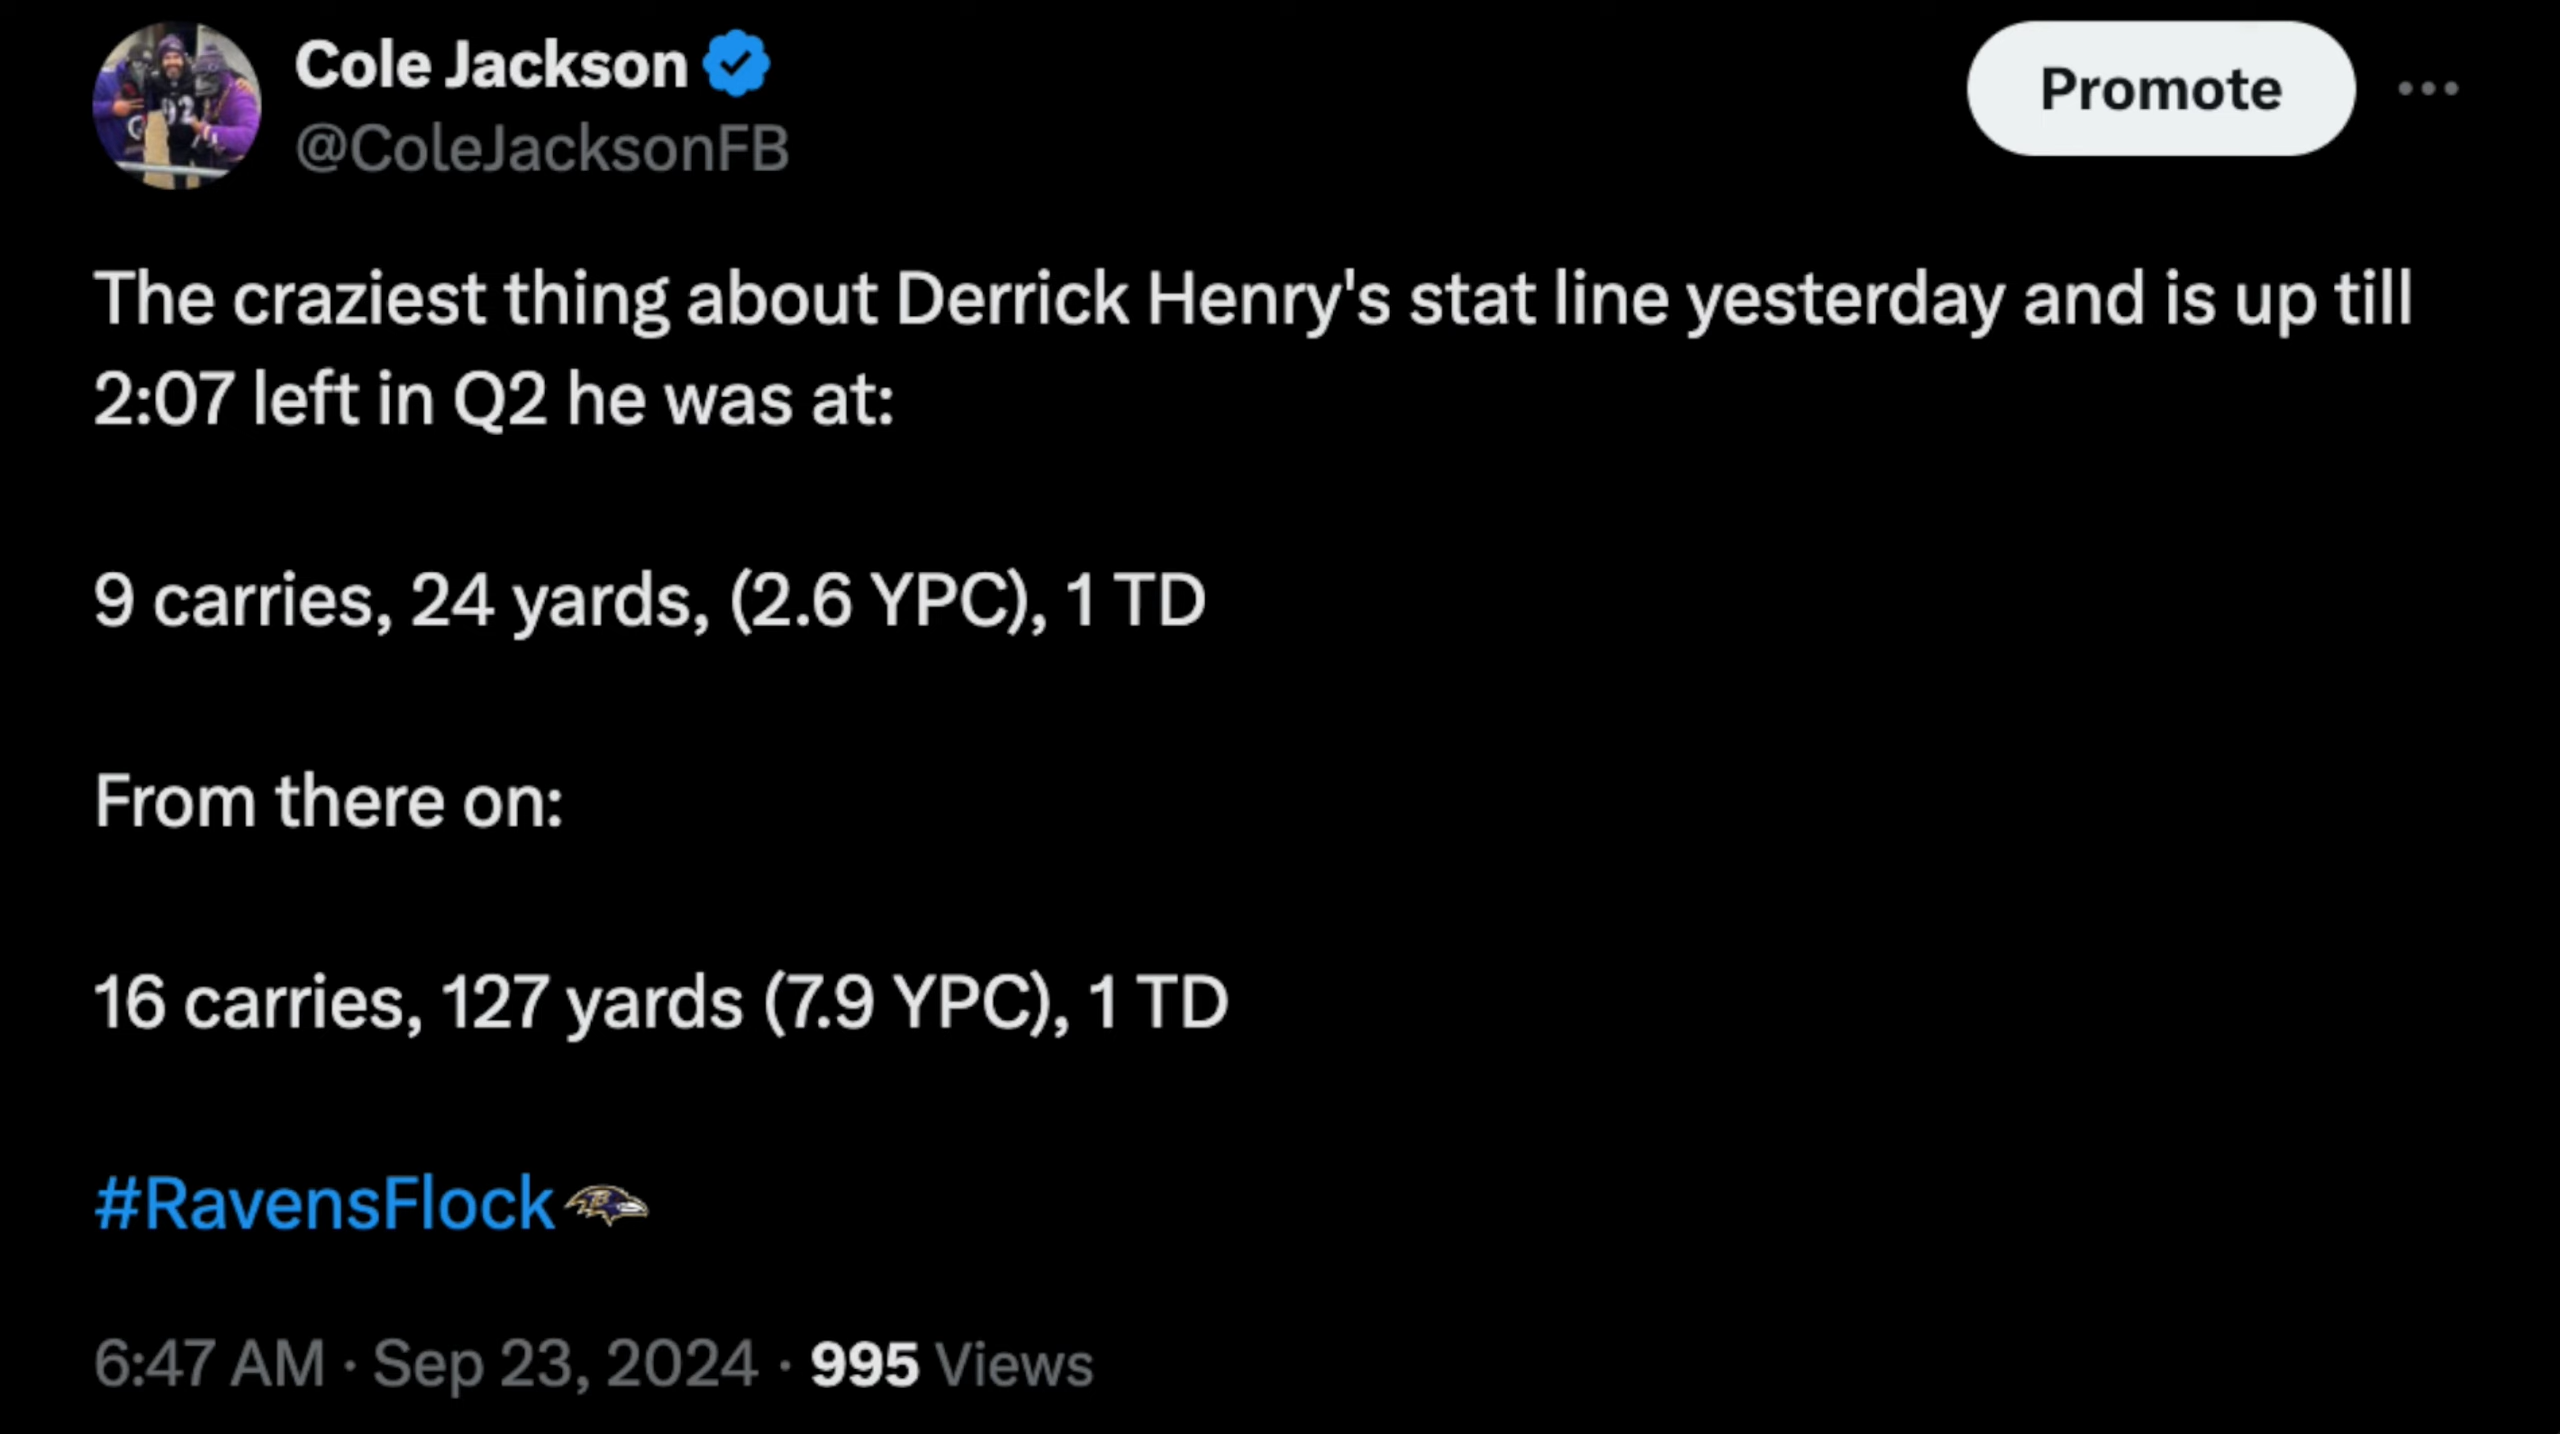 Cole Jackson
@ColeJacksonFB
Promote
The craziest thing about Derrick Henry's stat line yesterday and is up till
2:07 left in Q2 he was at:
9 carries, 24 yards, (2.6 YPC), 1 TD
From there on:
16 carries, 127 yards (7.9 YPC), 1 TD
#RavensFlock
6:47 AM · Sep 23, 2024 · 995 Views